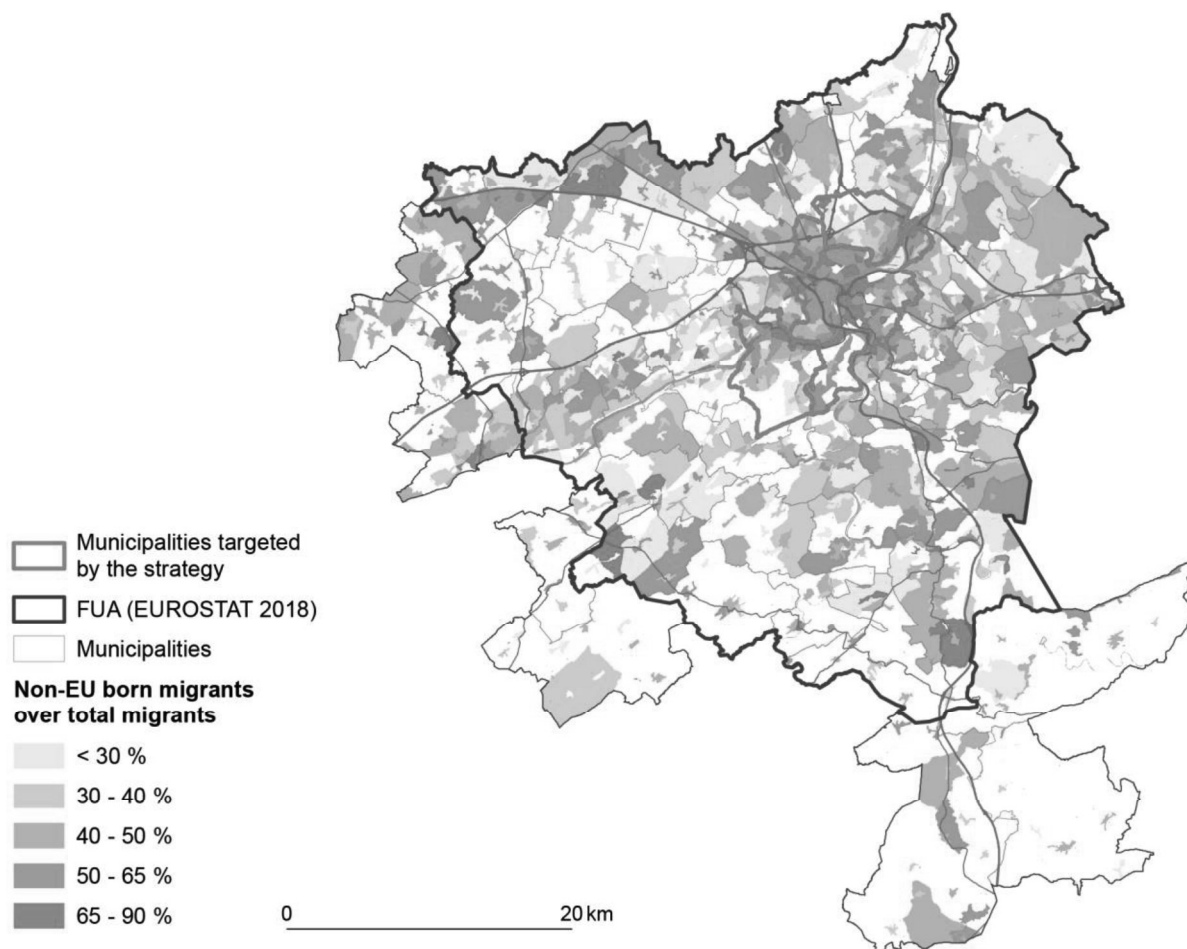 Municipalities targeted
by the strategy
FUA (EUROSTAT 2018)
Municipalities
Non-EU born migrants
over total migrants
< 30 %
30 - 40 %
40 - 50 %
50 - 65 %
65 - 90 %
0
20 km